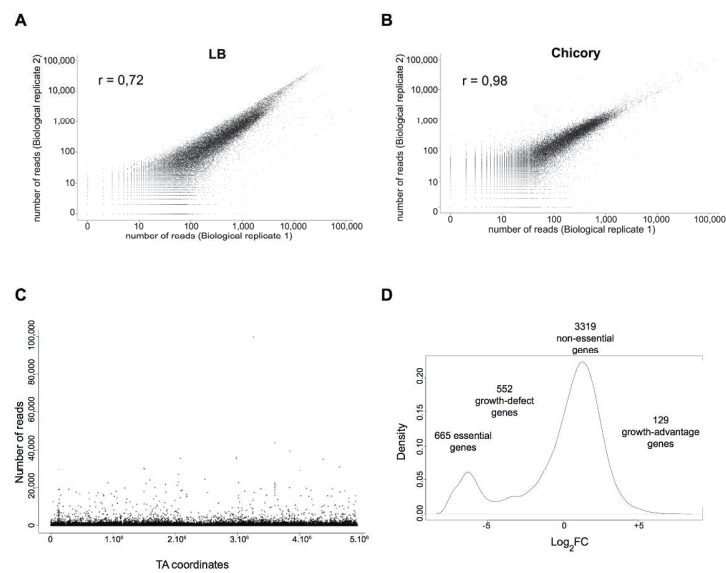 A
LB
number of reads (Biological replicate 2)
100,000
10,000
1,000
100
10
0
r = 0,72
0 10 100 1,000 10,000 100,000
number of reads (Biological replicate 1)
B
Chicory
number of reads (Biological replicate 2)
100,000
10,000
1,000
100
10
0
r = 0,98
0 10 100 1,000 10,000 100,000
number of reads (Biological replicate 1)
C
Number of reads
100,000
80,000
60,000
40,000
20,000
0
0 1.10⁶ 2.10⁶ 3.10⁶ 4.10⁶ 5.10⁶
TA coordinates
D
3319
non-essential
genes
552
growth-defect
genes
129
growth-advantage
genes
665 essential
genes
Density
0.20
0.15
0.10
0.05
0.00
-5 0 +5
Log₂FC